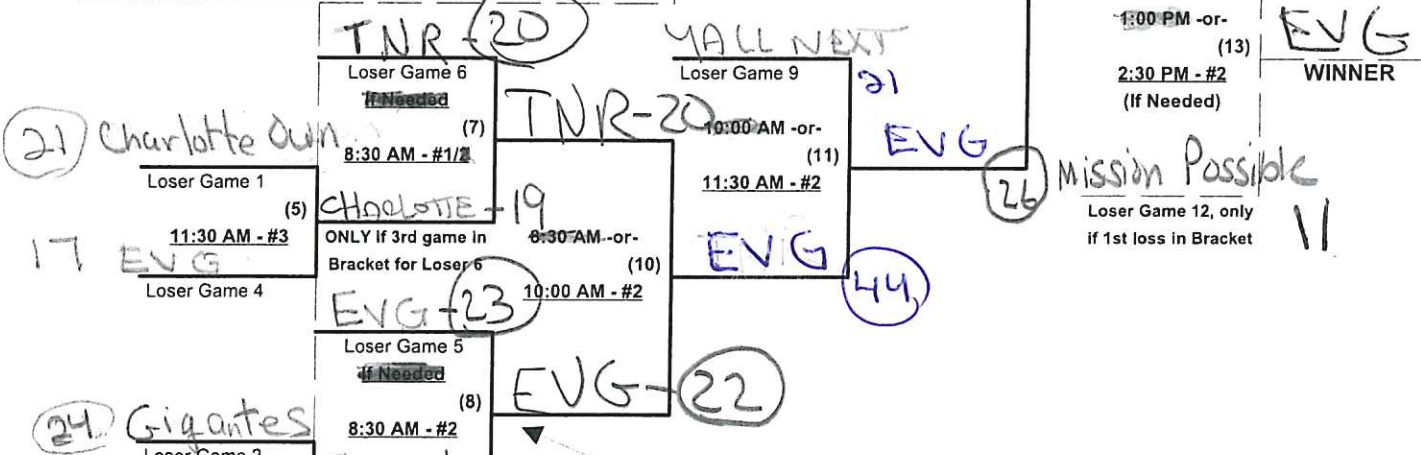 TNR - 20
Loser Game 6
If Needed
(7)
8:30 AM - #1/2
21 Charlotte Own
Loser Game 1
(5)
11:30 AM - #3
17 EVG
Loser Game 4
CHARLOTTE - 19
ONLY if 3rd game in
Bracket for Loser 6
TNR - 20
8:30 AM -or-
(10)
10:00 AM - #2
EVG - 23
Loser Game 5
If Needed
(8)
8:30 AM - #2
24 Gigantes
Loser Game 2
EVG - 22
YALL NEXT
Loser Game 9
21
10:00 AM -or-
(11)
11:30 AM - #2
EVG
44
EVG
26
1:00 PM -or-
(13)
2:30 PM - #2
(If Needed)
EVG
WINNER
Mission Possible
Loser Game 12, only
if 1st loss in Bracket
11